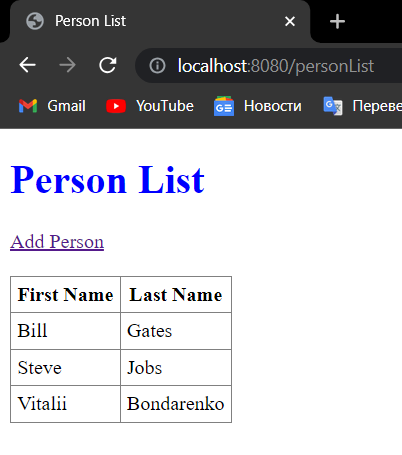 Person List
localhost:8080/personList
Gmail YouTube Новости Переве
Person List
Add Person
First Name Last Name
Bill Gates
Steve Jobs
Vitalii Bondarenko